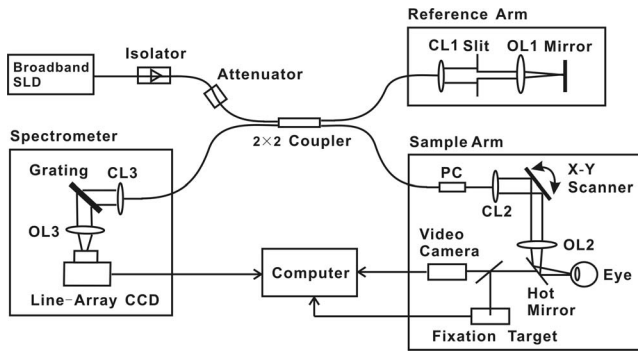 Reference Arm
CL1 Slit OL1 Mirror
Isolator
Broadband
SLD
Attenuator
2×2 Coupler
Spectrometer
Grating
CL3
OL3
Line-Array CCD
Computer
Sample Arm
PC
X-Y
Scanner
CL2
Video
Camera
OL2
Eye
Hot
Mirror
Fixation Target